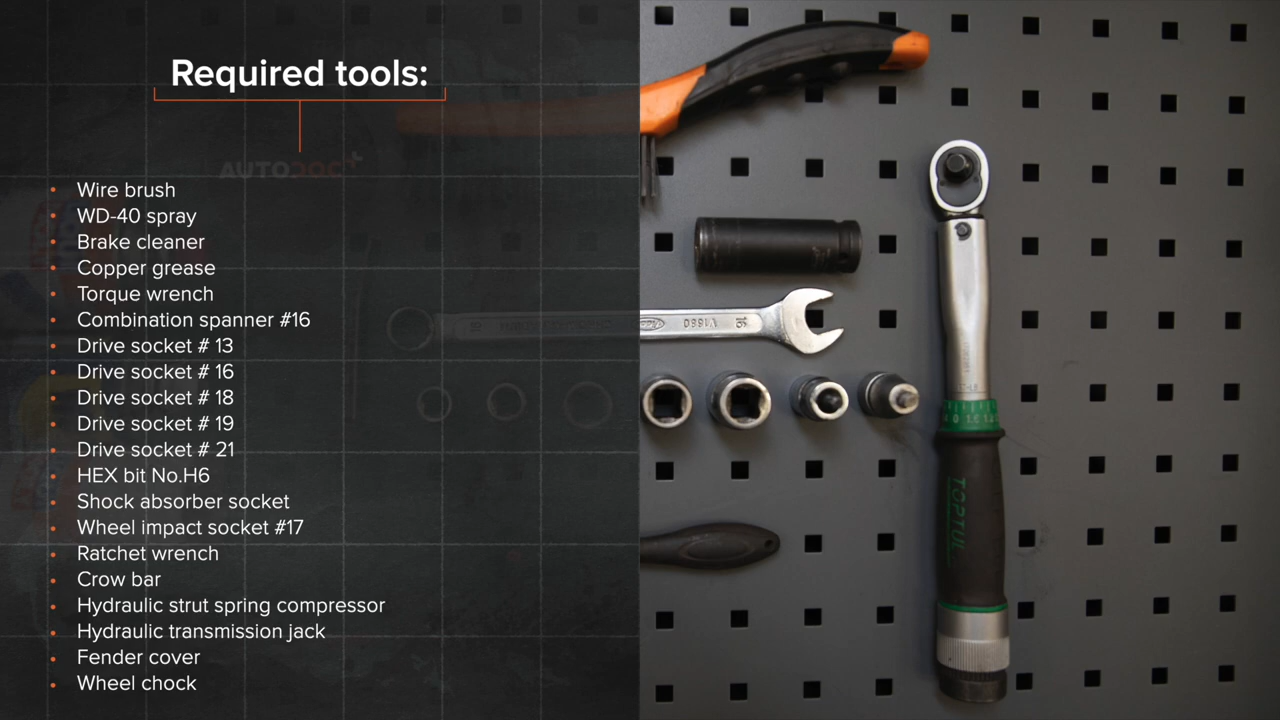 Required tools:
AUTODOC
Wire brush
WD-40 spray
Brake cleaner
Copper grease
Torque wrench
Combination spanner #16
Drive socket # 13
Drive socket # 16
Drive socket # 18
Drive socket # 19
Drive socket # 21
HEX bit No.H6
Shock absorber socket
Wheel impact socket #17
Ratchet wrench
Crow bar
Hydraulic strut spring compressor
Hydraulic transmission jack
Fender cover
Wheel chock
16
TOPTUL